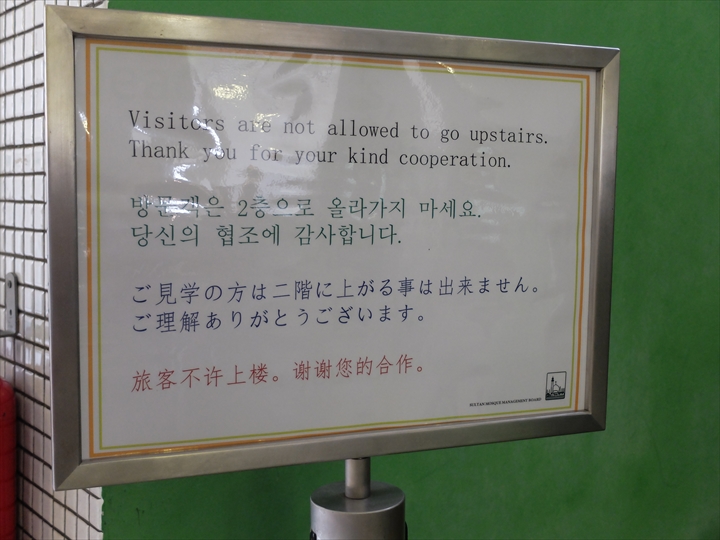 Visitors are not allowed to go upstairs.
Thank you for your kind cooperation.
방문객은 2층으로 올라가지 마세요.
당신의 협조에 감사합니다.
ご見学の方は二階に上がる事は出来ません。
ご理解ありがとうございます。
旅客不许上楼。谢谢您的合作。
SULTAN MOSQUE MANAGEMENT BOARD